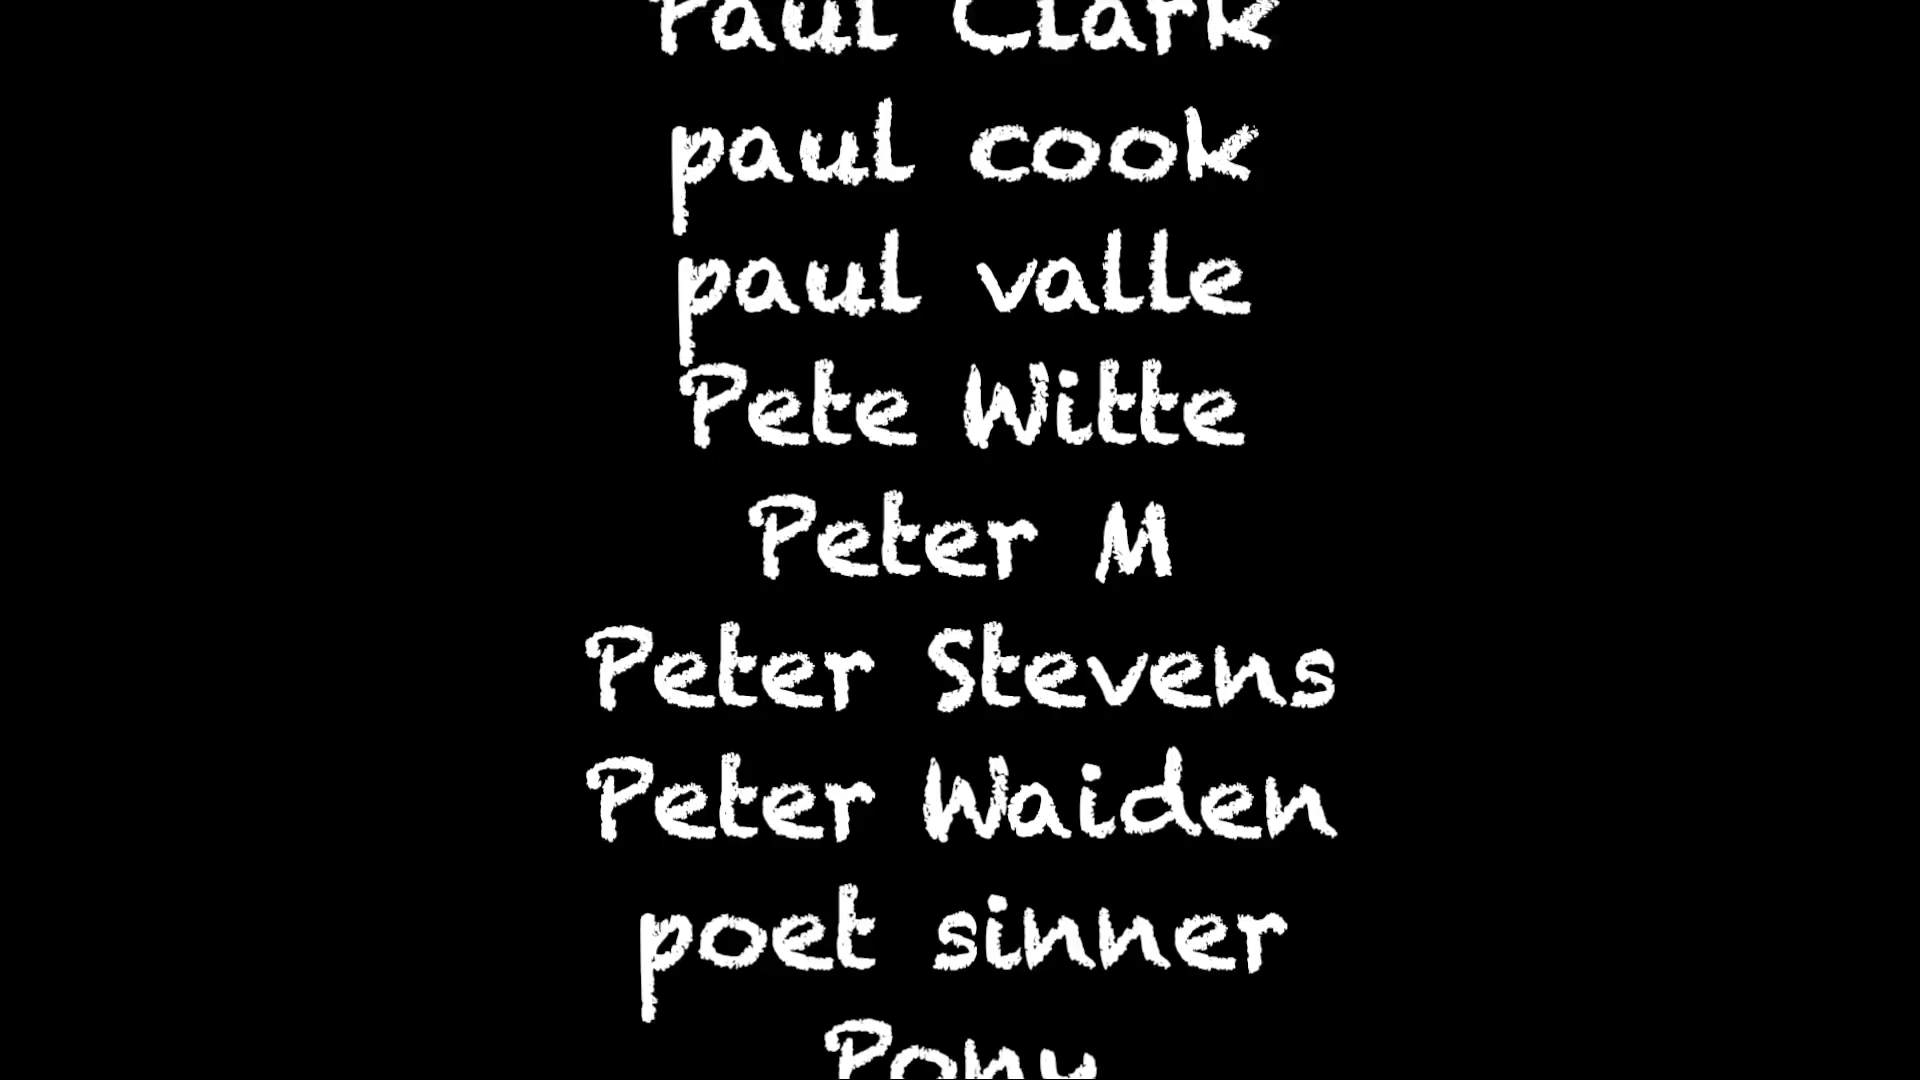 Paul Clark
paul cook
paul valle
Pete Witte
Peter M
Peter Stevens
Peter Waiden
poet sinner
Pony